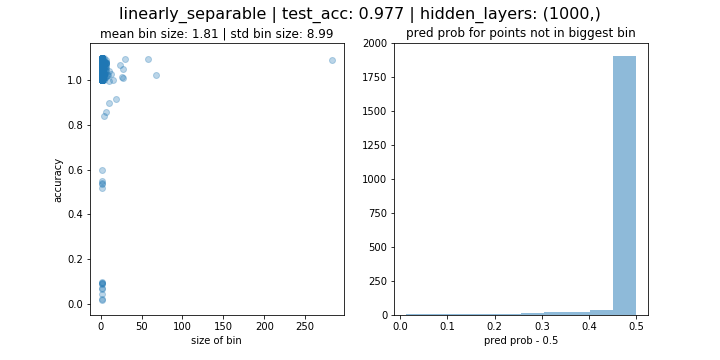 linearly_separable | test_acc: 0.977 | hidden_layers: (1000,)
mean bin size: 1.81 | std bin size: 8.99
accuracy
1.0
0.8
0.6
0.4
0.2
0.0
0 50 100 150 200 250
size of bin
pred prob for points not in biggest bin
2000
1750
1500
1250
1000
750
500
250
0
0.0 0.1 0.2 0.3 0.4 0.5
pred prob - 0.5